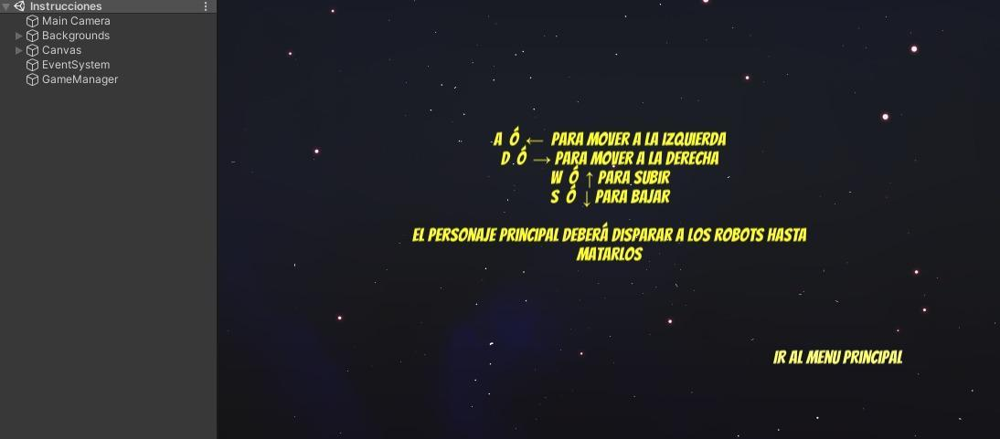 Instrucciones
Main Camera
Backgrounds
Canvas
EventSystem
GameManager
A Ó ← PARA MOVER A LA IZQUIERDA
D Ó → PARA MOVER A LA DERECHA
W Ó ↑ PARA SUBIR
S Ó ↓ PARA BAJAR
EL PERSONAJE PRINCIPAL DEBERÁ DISPARAR A LOS ROBOTS HASTA
MATARLOS
IR AL MENU PRINCIPAL